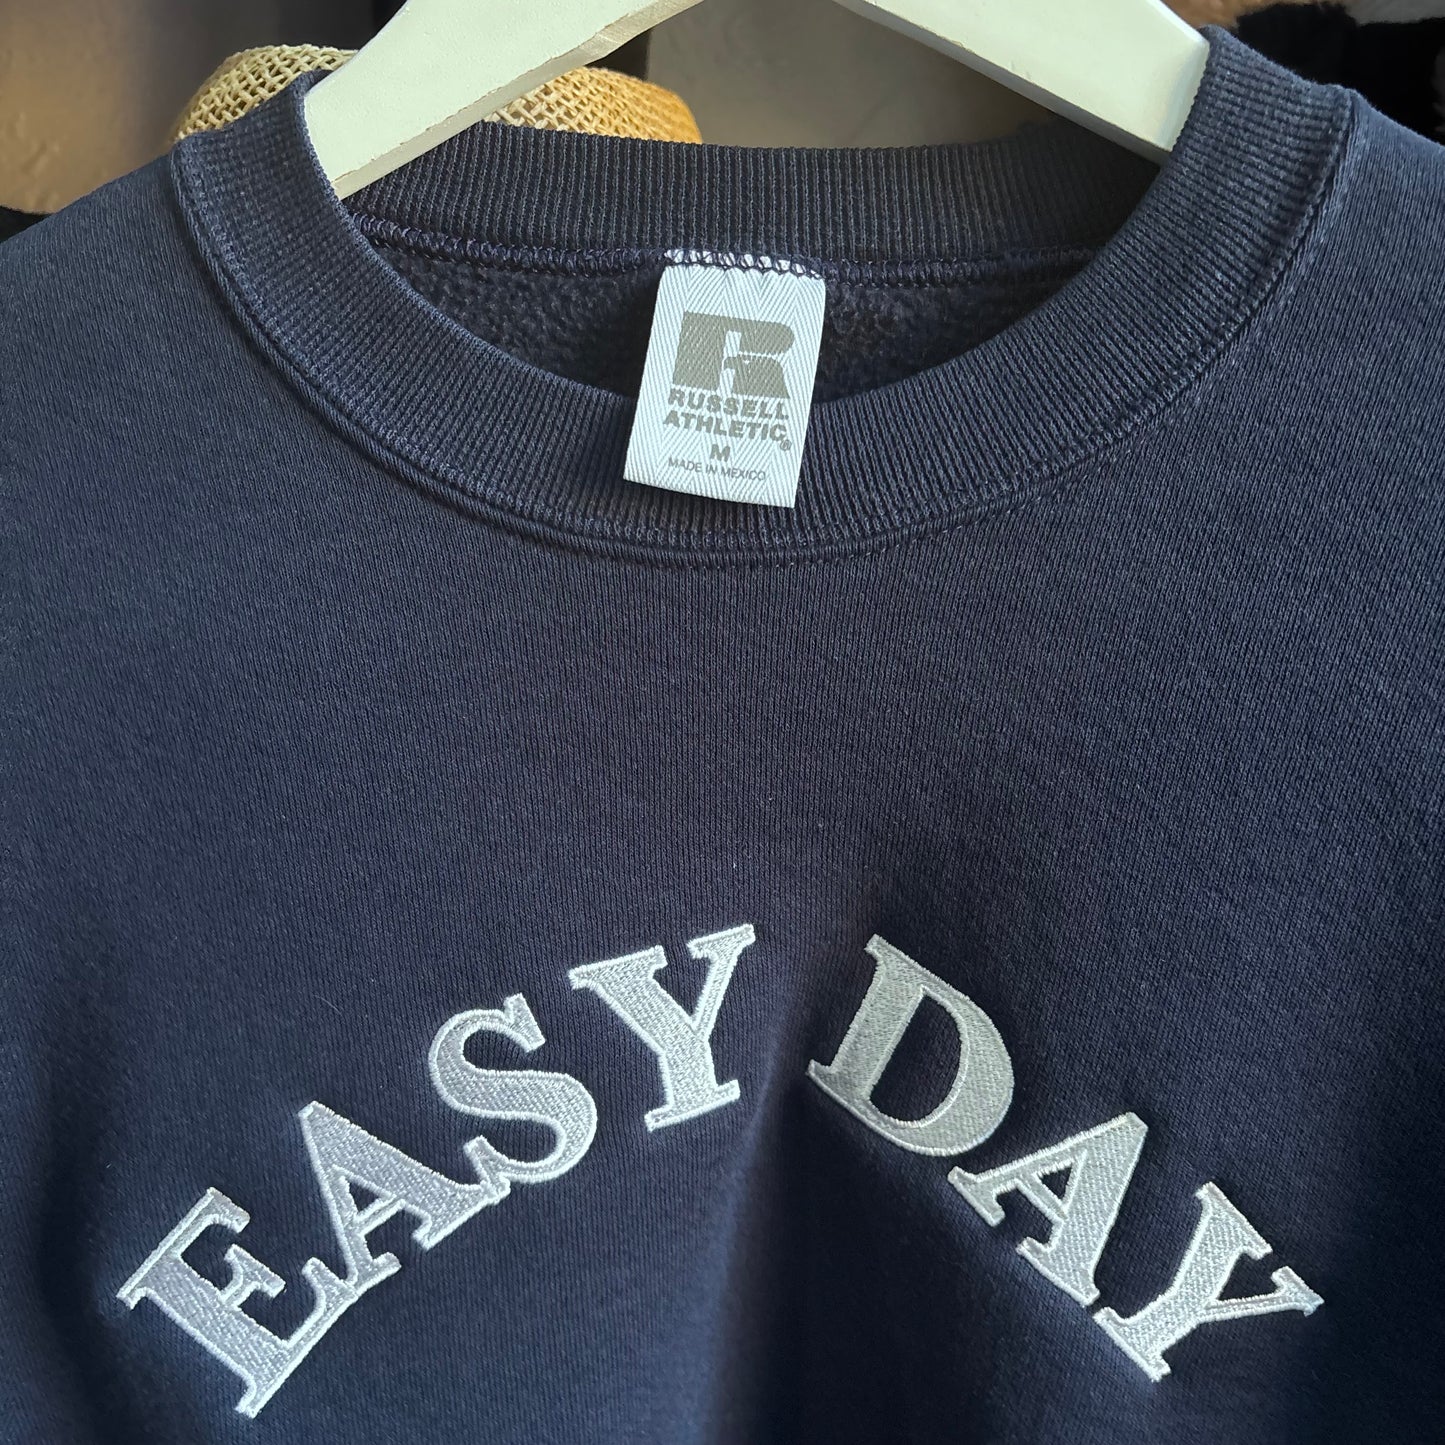 R
RUSSELL
ATHLETIC®
M
MADE IN MEXICO
EASY DAY